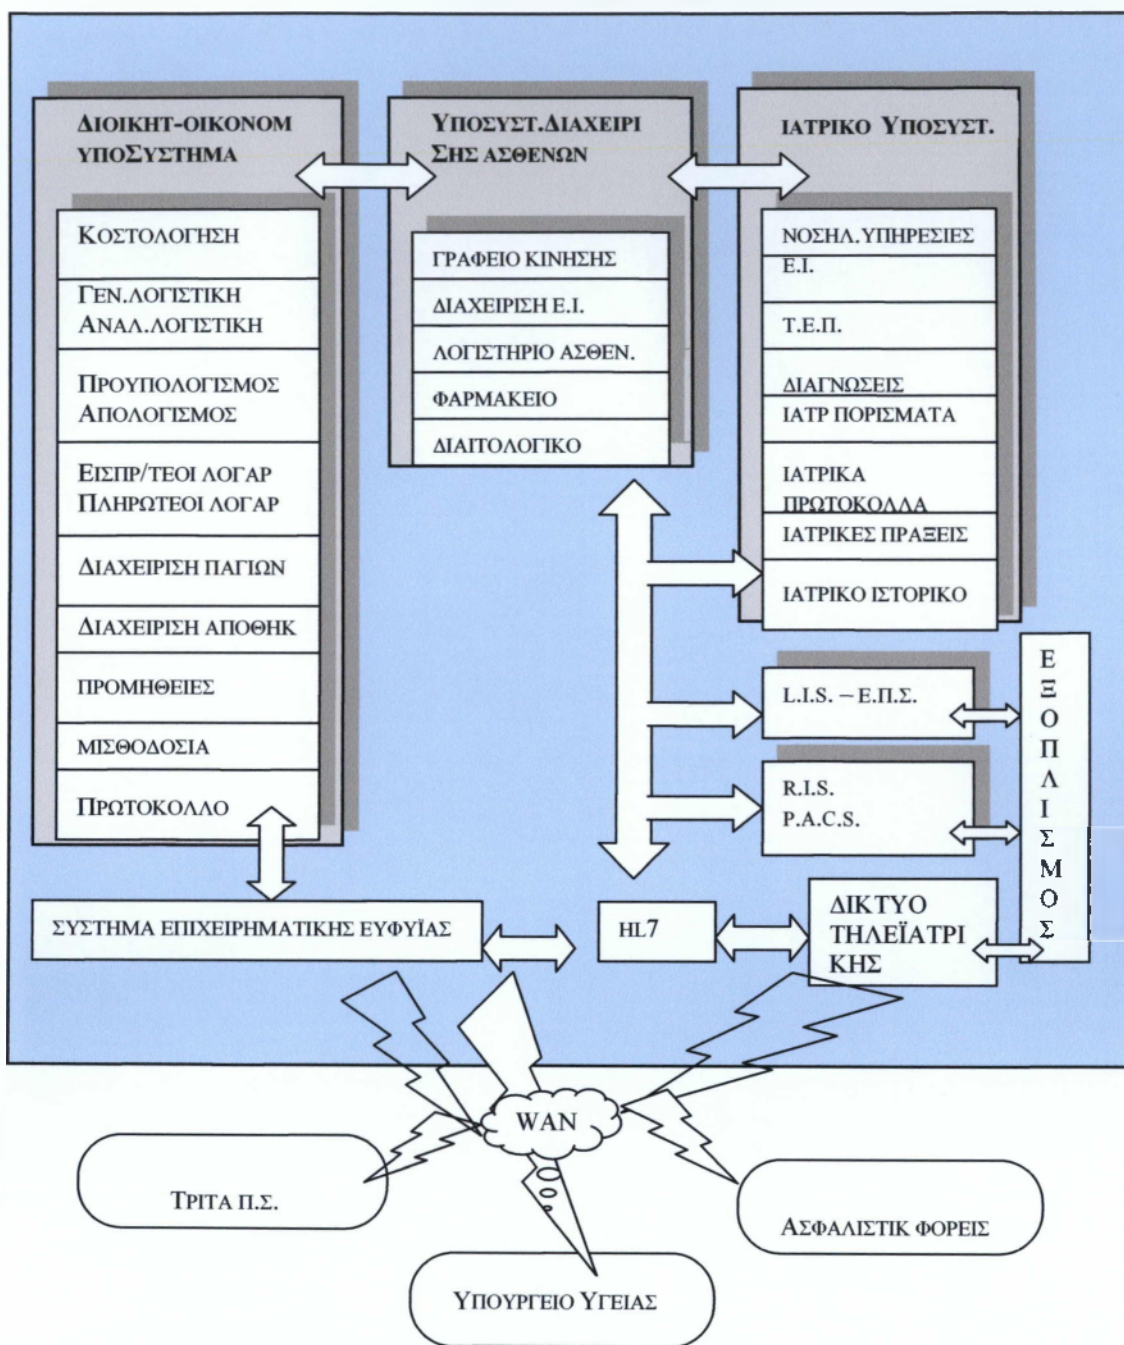 ΔΙΟΙΚΗΤ-ΟΙΚΟΝΟΜ
ΥΠΟΣΥΣΤΗΜΑ
ΚΟΣΤΟΛΟΓΗΣΗ
ΓΕΝ.ΛΟΓΙΣΤΙΚΗ
ΑΝΑΛ.ΛΟΓΙΣΤΙΚΗ
ΠΡΟΥΠΟΛΟΓΙΣΜΟΣ
ΑΠΟΛΟΓΙΣΜΟΣ
ΕΙΣΠΡ/ΤΕΟΙ ΛΟΓΑΡ
ΠΛΗΡΩΤΕΟΙ ΛΟΓΑΡ
ΔΙΑΧΕΙΡΙΣΗ ΠΑΓΙΩΝ
ΔΙΑΧΕΙΡΙΣΗ ΑΠΟΘΗΚ
ΠΡΟΜΗΘΕΙΕΣ
ΜΙΣΘΟΔΟΣΙΑ
ΠΡΩΤΟΚΟΛΛΟ
ΥΠΟΣΥΣΤ.ΔΙΑΧΕΙΡΙ
ΣΗΣ ΑΣΘΕΝΩΝ
ΓΡΑΦΕΙΟ ΚΙΝΗΣΗΣ
ΔΙΑΧΕΙΡΙΣΗ Ε.Ι.
ΛΟΓΙΣΤΗΡΙΟ ΑΣΘΕΝ.
ΦΑΡΜΑΚΕΙΟ
ΔΙΑΙΤΟΛΟΓΙΚΟ
ΙΑΤΡΙΚΟ ΥΠΟΣΥΣΤ.
ΝΟΣΗΛ.ΥΠΗΡΕΣΙΕΣ
Ε.Ι.
Τ.Ε.Π.
ΔΙΑΓΝΩΣΕΙΣ
ΙΑΤΡ ΠΟΡΙΣΜΑΤΑ
ΙΑΤΡΙΚΑ
ΠΡΩΤΟΚΟΛΛΑ
ΙΑΤΡΙΚΕΣ ΠΡΑΞΕΙΣ
ΙΑΤΡΙΚΟ ΙΣΤΟΡΙΚΟ
L.I.S. – Ε.Π.Σ.
R.I.S.
P.A.C.S.
ΕΞΟΠΛΙΣΜΟΣ
ΣΥΣΤΗΜΑ ΕΠΙΧΕΙΡΗΜΑΤΙΚΗΣ ΕΥΦΥΪΑΣ
HL7
ΔΙΚΤΥΟ
ΤΗΛΕΪΑΤΡΙ
ΚΗΣ
WAN
ΤΡΙΤΑ Π.Σ.
ΑΣΦΑΛΙΣΤΙΚ ΦΟΡΕΙΣ
ΥΠΟΥΡΓΕΙΟ ΥΓΕΙΑΣ